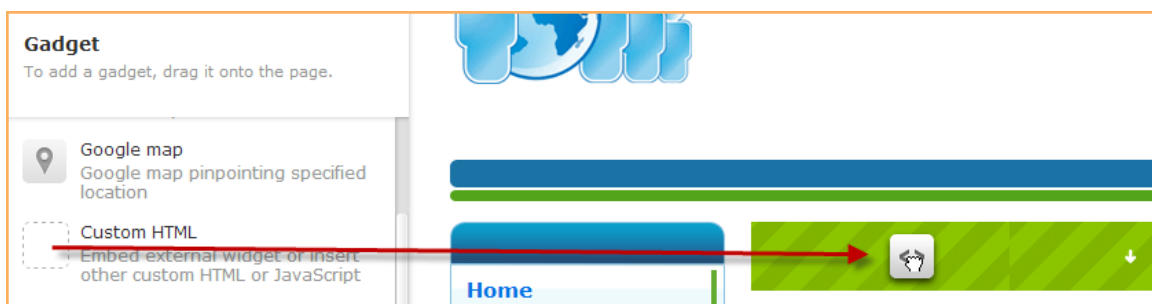 Gadget
To add a gadget, drag it onto the page.
Google map
Google map pinpointing specified
location
Custom HTML
Embed external widget or insert
other custom HTML or JavaScript
Home